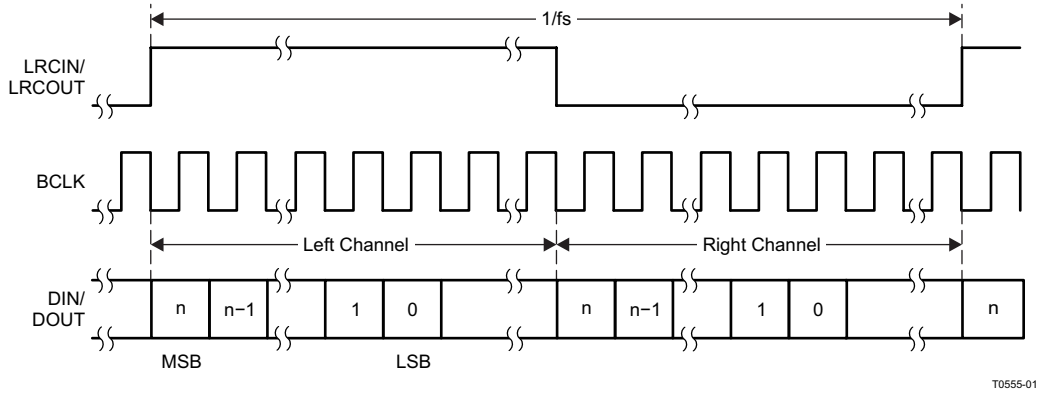 1/fs
LRCIN/
LRCOUT
BCLK
Left Channel
Right Channel
DIN/
DOUT
n
n−1
1
0
n
n−1
1
0
n
MSB
LSB
T0555-01